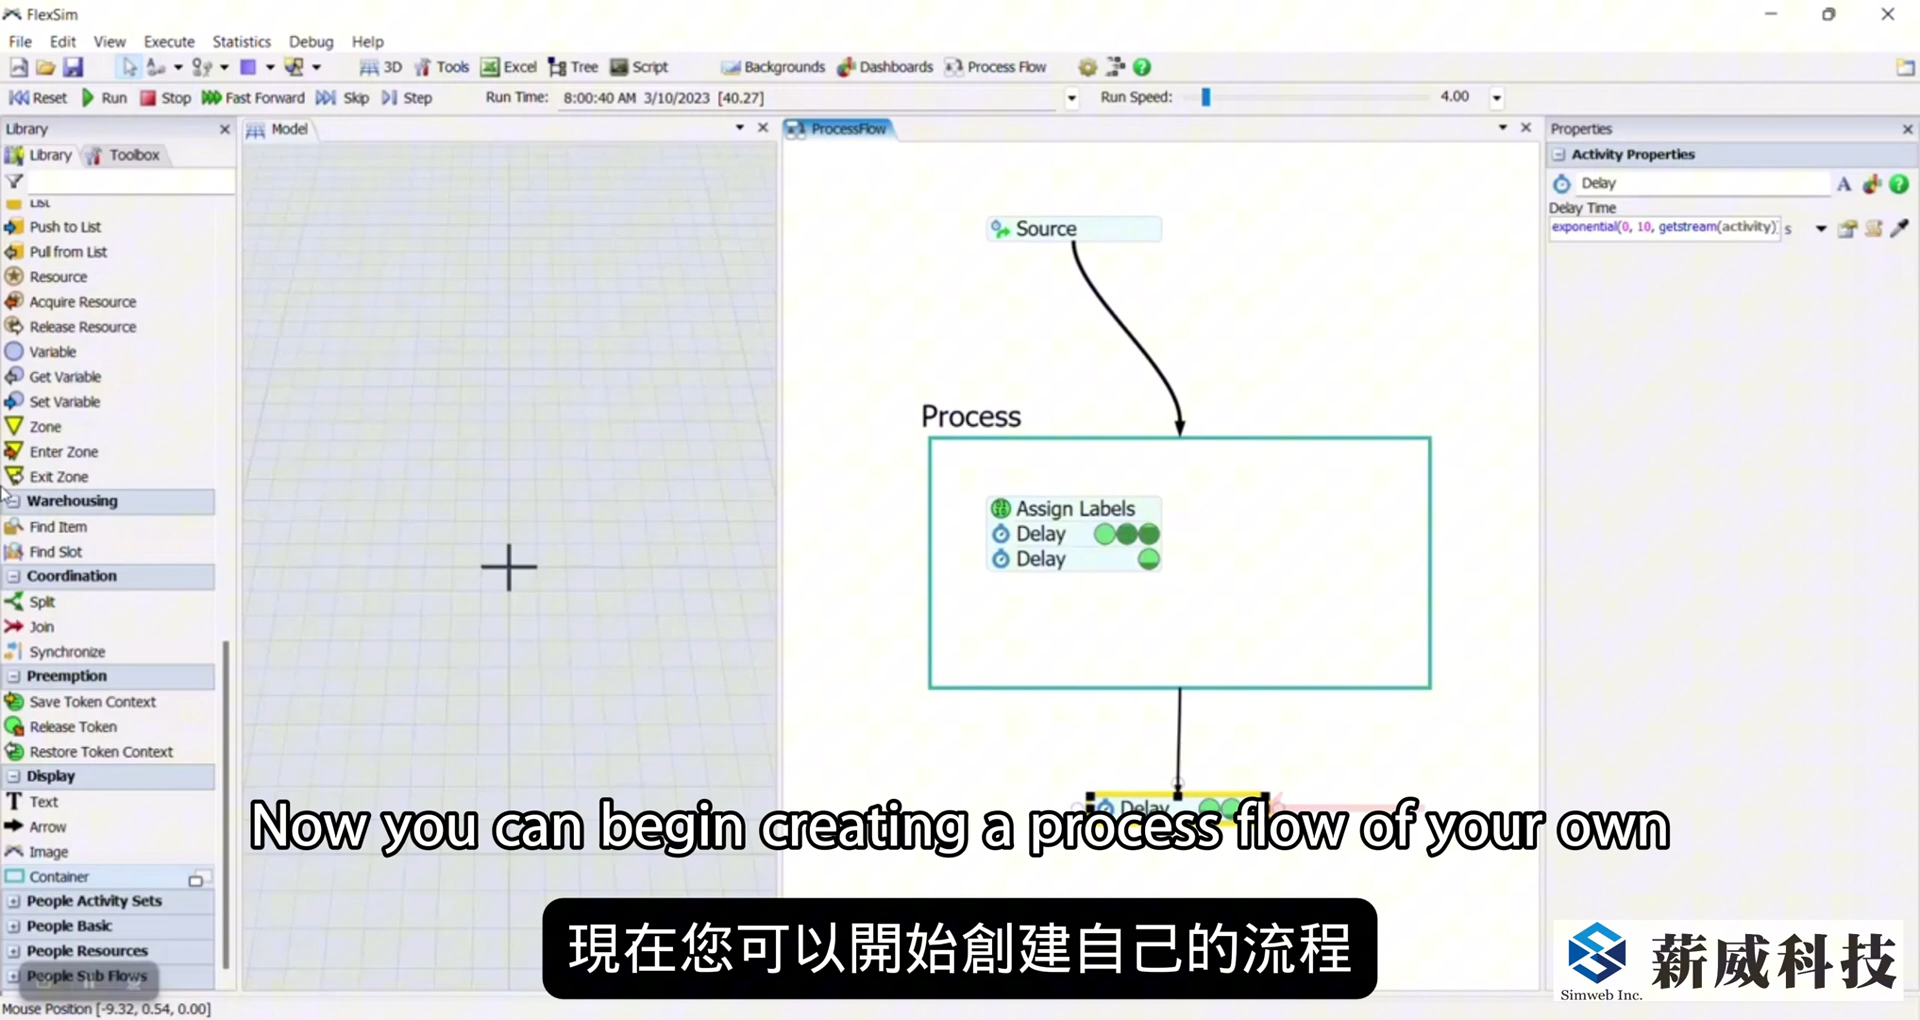 FlexSim
File Edit View Execute Statistics Debug Help
3D Tools Excel Tree Script Backgrounds Dashboards Process Flow
Reset Run Stop Fast Forward Skip Step Run Time: 8:00:40 AM 3/10/2023 [40.27] Run Speed: 4.00
Library
Library Toolbox
List
Push to List
Pull from List
Resource
Acquire Resource
Release Resource
Variable
Get Variable
Set Variable
Zone
Enter Zone
Exit Zone
Warehousing
Find Item
Find Slot
Coordination
Split
Join
Synchronize
Preemption
Save Token Context
Release Token
Restore Token Context
Display
Text
Arrow
Image
Container
People Activity Sets
People Basic
People Resources
People Sub Flows
Mouse Position [-9.32, 0.54, 0.00]
Model
ProcessFlow
Source
Process
Assign Labels
Delay
Delay
Delay
Properties
Activity Properties
Delay
Delay Time
exponential(0, 10, getstream(activity)) s
Now you can begin creating a process flow of your own
現在您可以開始創建自己的流程
Simweb Inc.
薪威科技